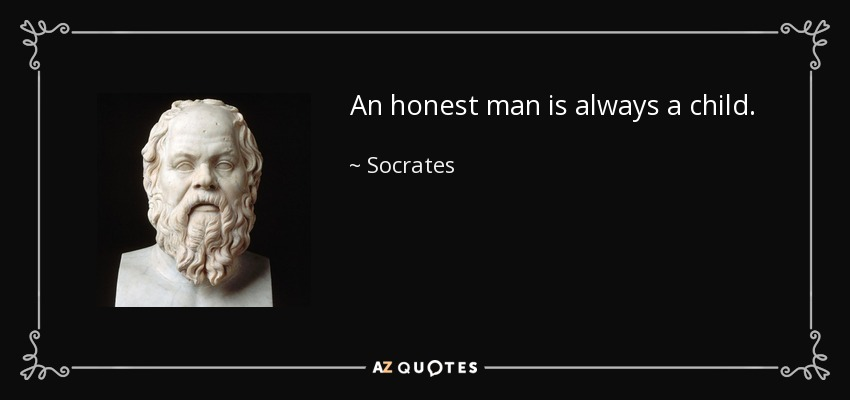 An honest man is always a child.
~ Socrates
AZ QUOTES